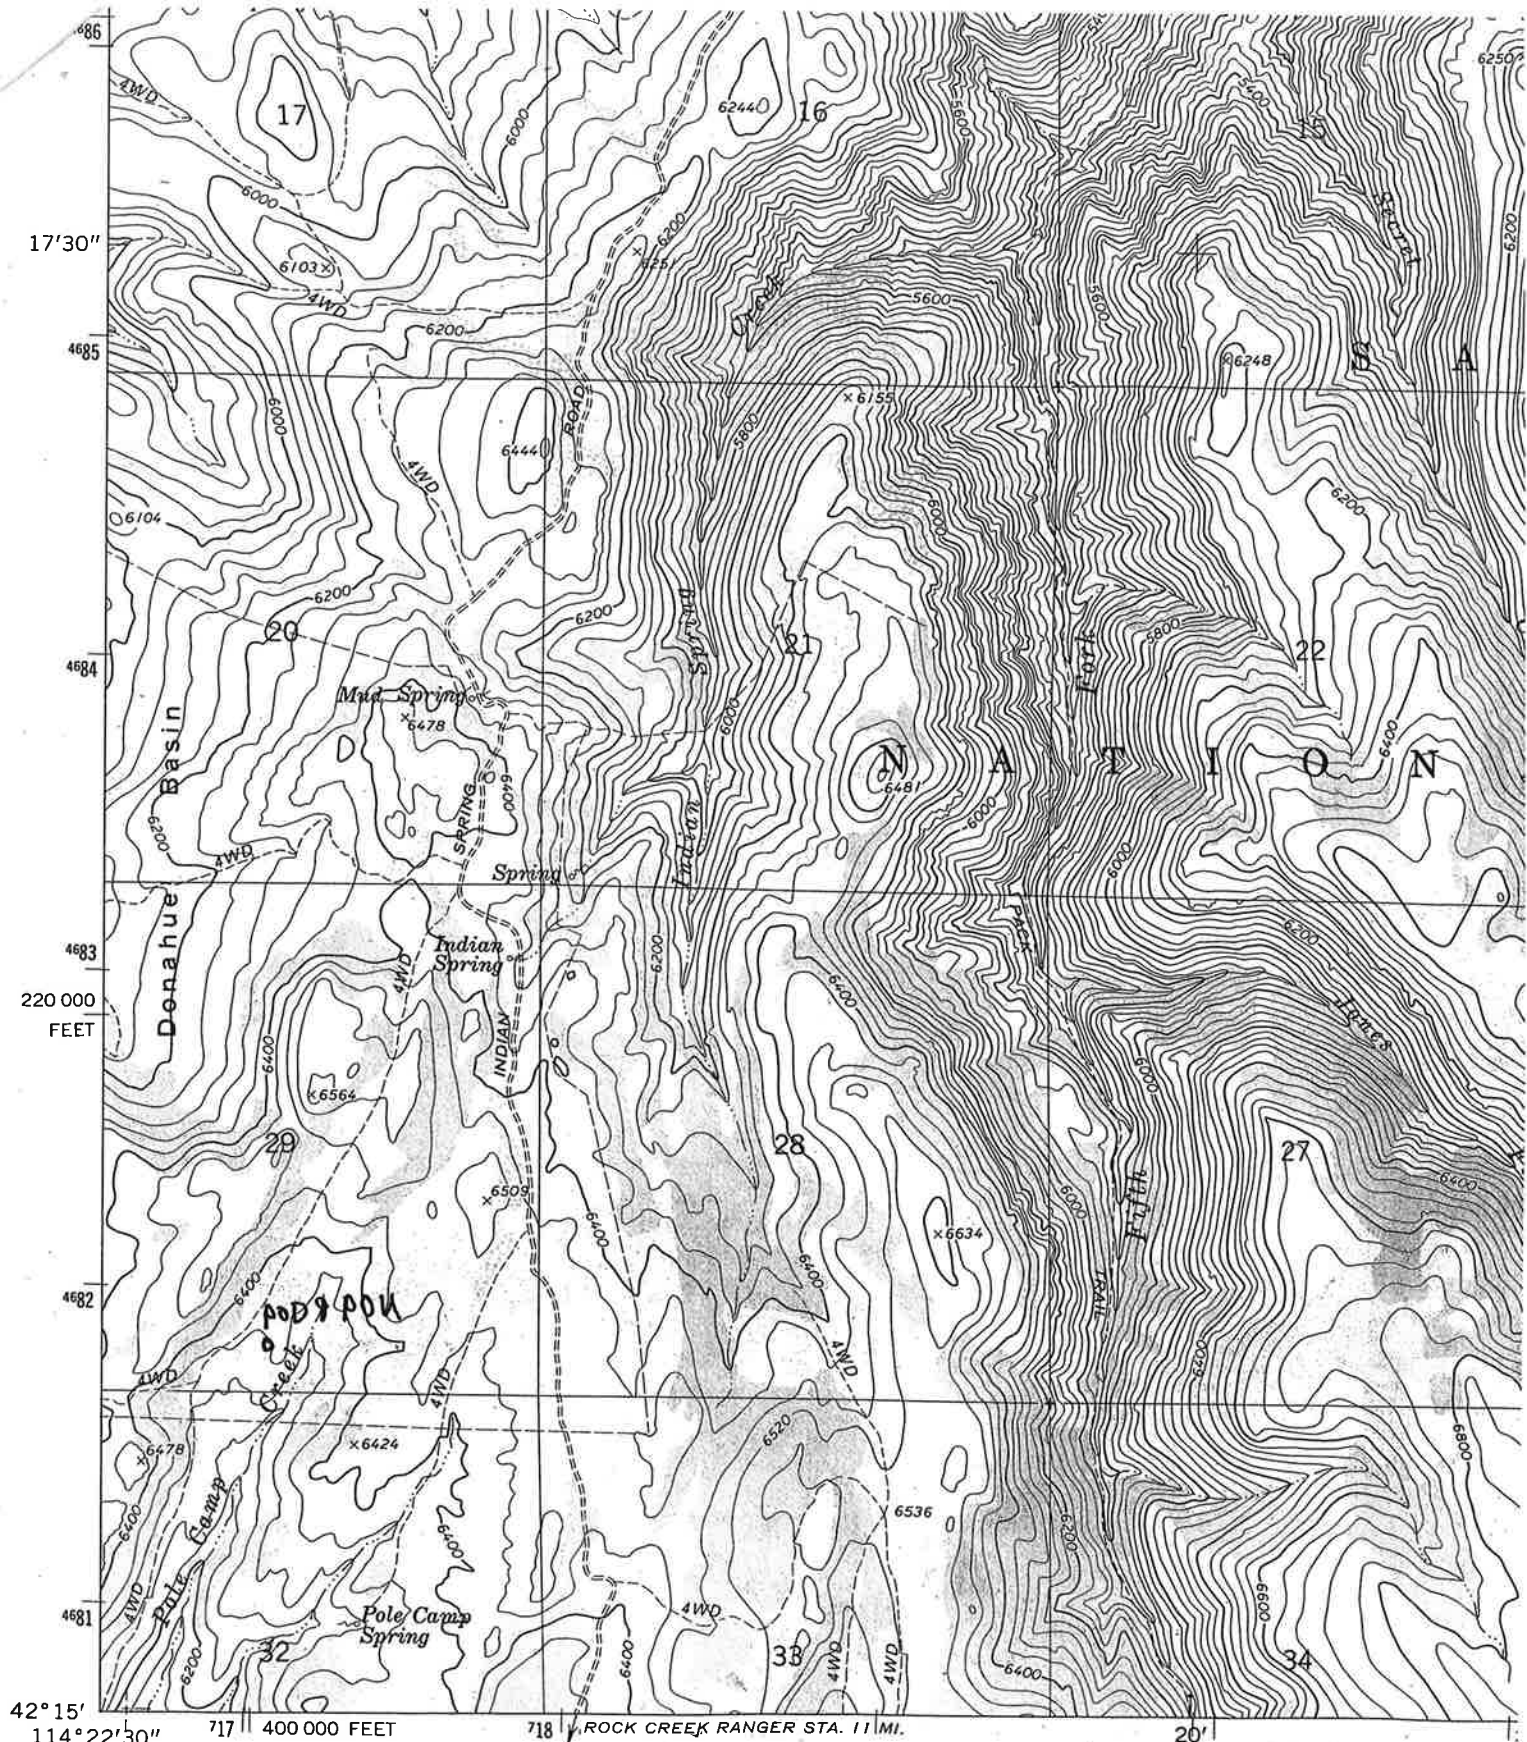 ⁴686
4WD
17
6000
6244
16
5600
5400
15
6250
6000
6200
Secret
6200
17'30"
6103
6251
4WD
Creek
5600
5600
6200
⁴685
6248
S A
6000
ROAD
6155
5800
6444
4WD
6000
6200
6104
6200
6200
20
Spring
21
Fork
5800
22
⁴684
Mud Spring
6478
6000
6400
Donahue Basin
6400
SPRING
N A T I O N
6481
6200
6000
4WD
Indian
Spring
6000
PACK
6200
⁴683
Indian
Spring
4WD
6200
6400
220 000
FEET
INDIAN
James
6400
6000
6564
29
28
27
6509
6000
Fifth
6400
6400
6634
6400
6400
⁴682
TRAIL
Creek
4WD
6400
4WD
4WD
6478
6424
6520
6800
Camp
6400
6400
6536
6200
4WD
Pole
⁴681
Pole Camp
Spring
4WD
6600
6200
32
6400
33
4WD
4WD
6400
34
42°15'
114°22'30"
717
400 000 FEET
718
ROCK CREEK RANGER STA. 11 MI.
20'